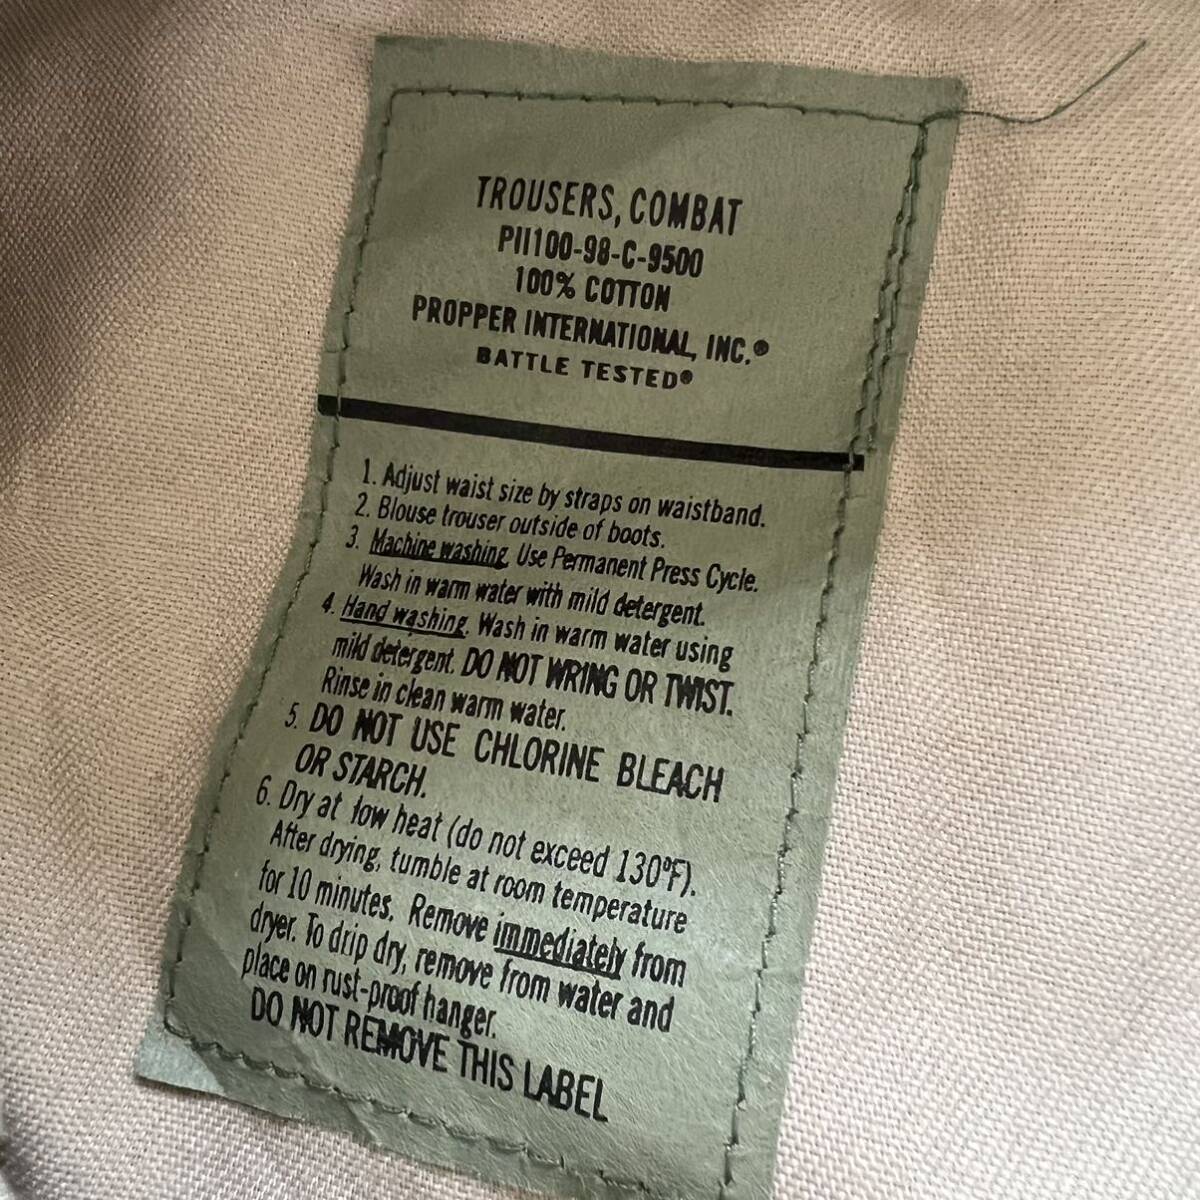 TROUSERS, COMBAT
PII100-98-C-9500
100% COTTON
PROPPER INTERNATIONAL, INC.®
BATTLE TESTED®
1. Adjust waist size by straps on waistband.
2. Blouse trouser outside of boots.
3. Machine washing. Use Permanent Press Cycle.
Wash in warm water with mild detergent.
4. Hand washing. Wash in warm water using
mild detergent. DO NOT WRING OR TWIST.
Rinse in clean warm water.
5. DO NOT USE CHLORINE BLEACH
OR STARCH.
6. Dry at low heat (do not exceed 130°F).
After drying, tumble at room temperature
for 10 minutes. Remove immediately from
dryer. To drip dry, remove from water and
place on rust-proof hanger.
DO NOT REMOVE THIS LABEL